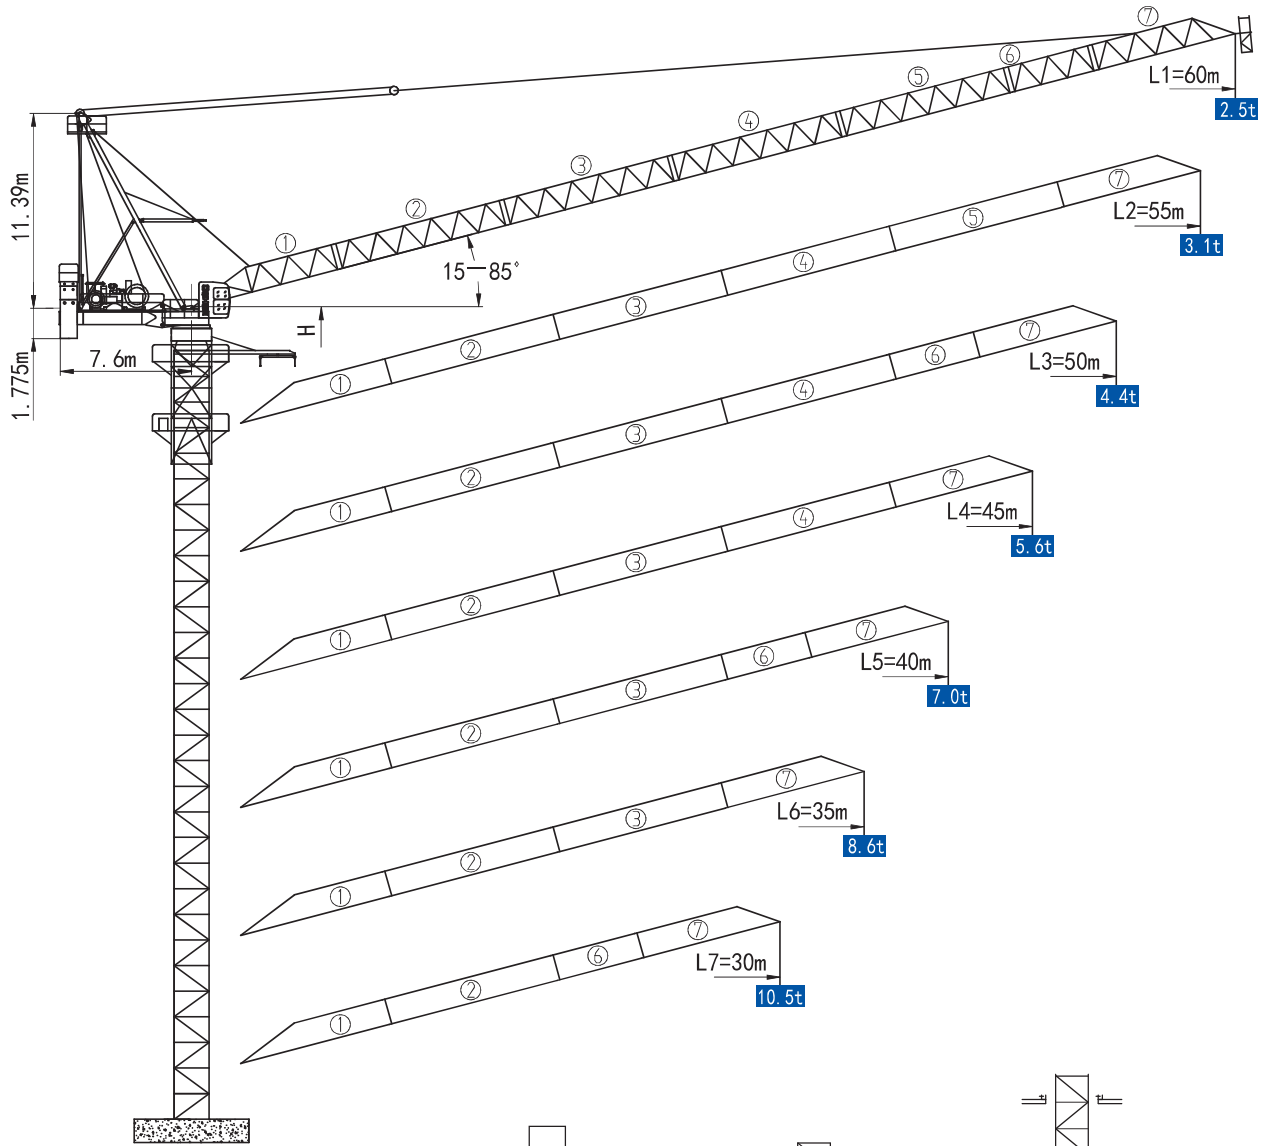 ⑦
⑥
⑤
④
③
②
①
L1=60m
2.5t
11.39m
15—85°
H
7.6m
1.775m
① ② ③ ④ ⑤ ⑦
L2=55m
3.1t
① ② ③ ④ ⑥ ⑦
L3=50m
4.4t
① ② ③ ④ ⑦
L4=45m
5.6t
① ② ③ ⑥ ⑦
L5=40m
7.0t
① ② ③ ⑦
L6=35m
8.6t
① ② ⑥ ⑦
L7=30m
10.5t